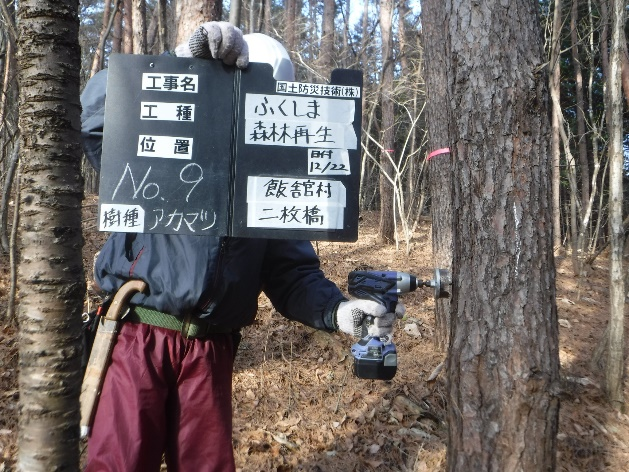 工事名
工種
位置
No. 9
樹種 アカマツ
国土防災技術(株)
ふくしま
森林再生
日付
12/22
飯舘村
二枚橋